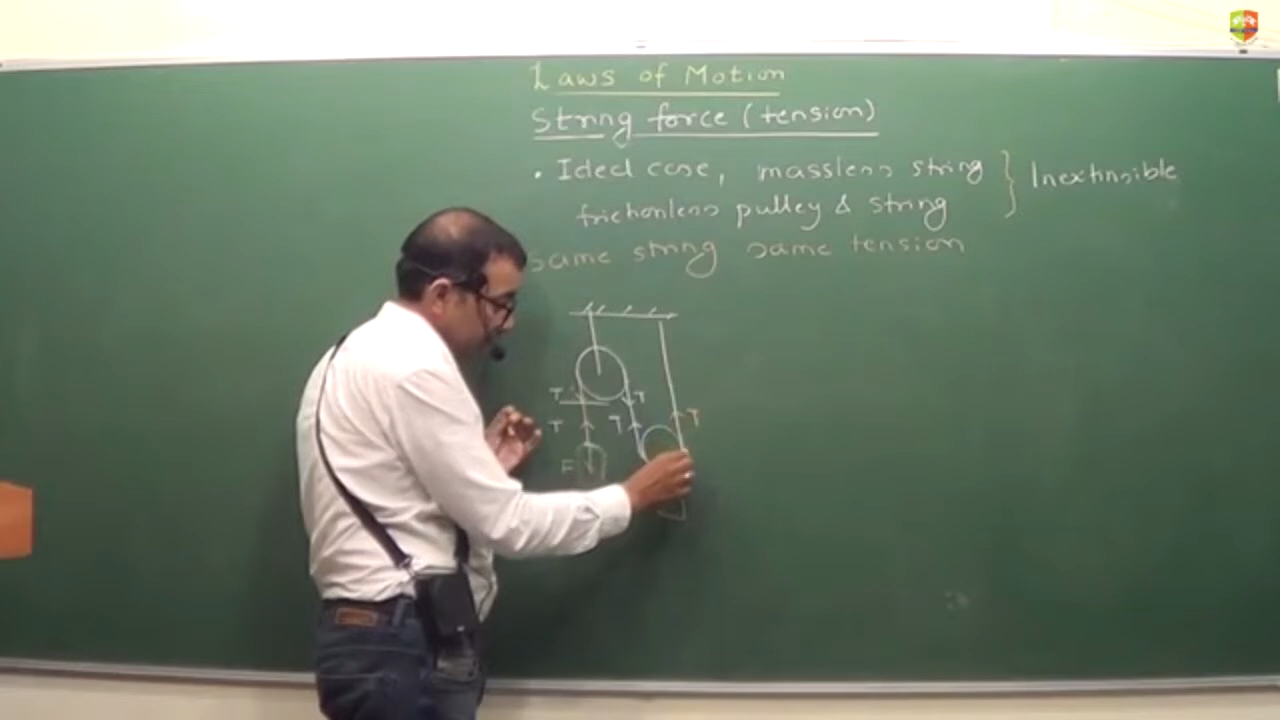 Laws of Motion
String force (tension)
• Ideal case, massless string } Inextensible
frictionless pulley & string
same string same tension
T T
T T T
F